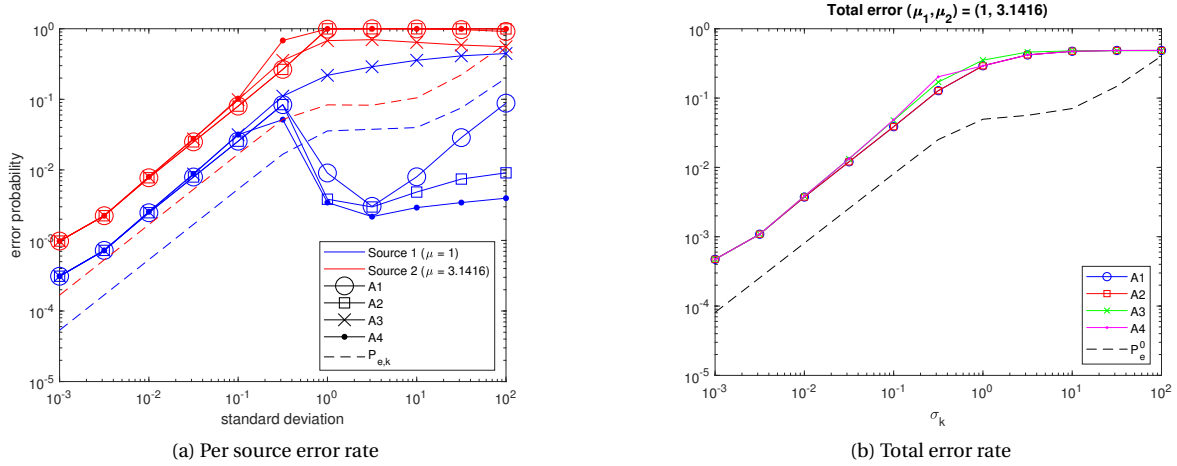 10^0
10^-1
10^-2
10^-3
10^-4
10^-5
error probability
Source 1 (μ = 1)
Source 2 (μ = 3.1416)
A1
A2
A3
A4
P_e,k
10^-3
10^-2
10^-1
10^0
10^1
10^2
standard deviation
(a) Per source error rate
Total error (μ_1,μ_2) = (1, 3.1416)
10^0
10^-1
10^-2
10^-3
10^-4
10^-5
A1
A2
A3
A4
P_e^0
10^-3
10^-2
10^-1
10^0
10^1
10^2
σ_k
(b) Total error rate